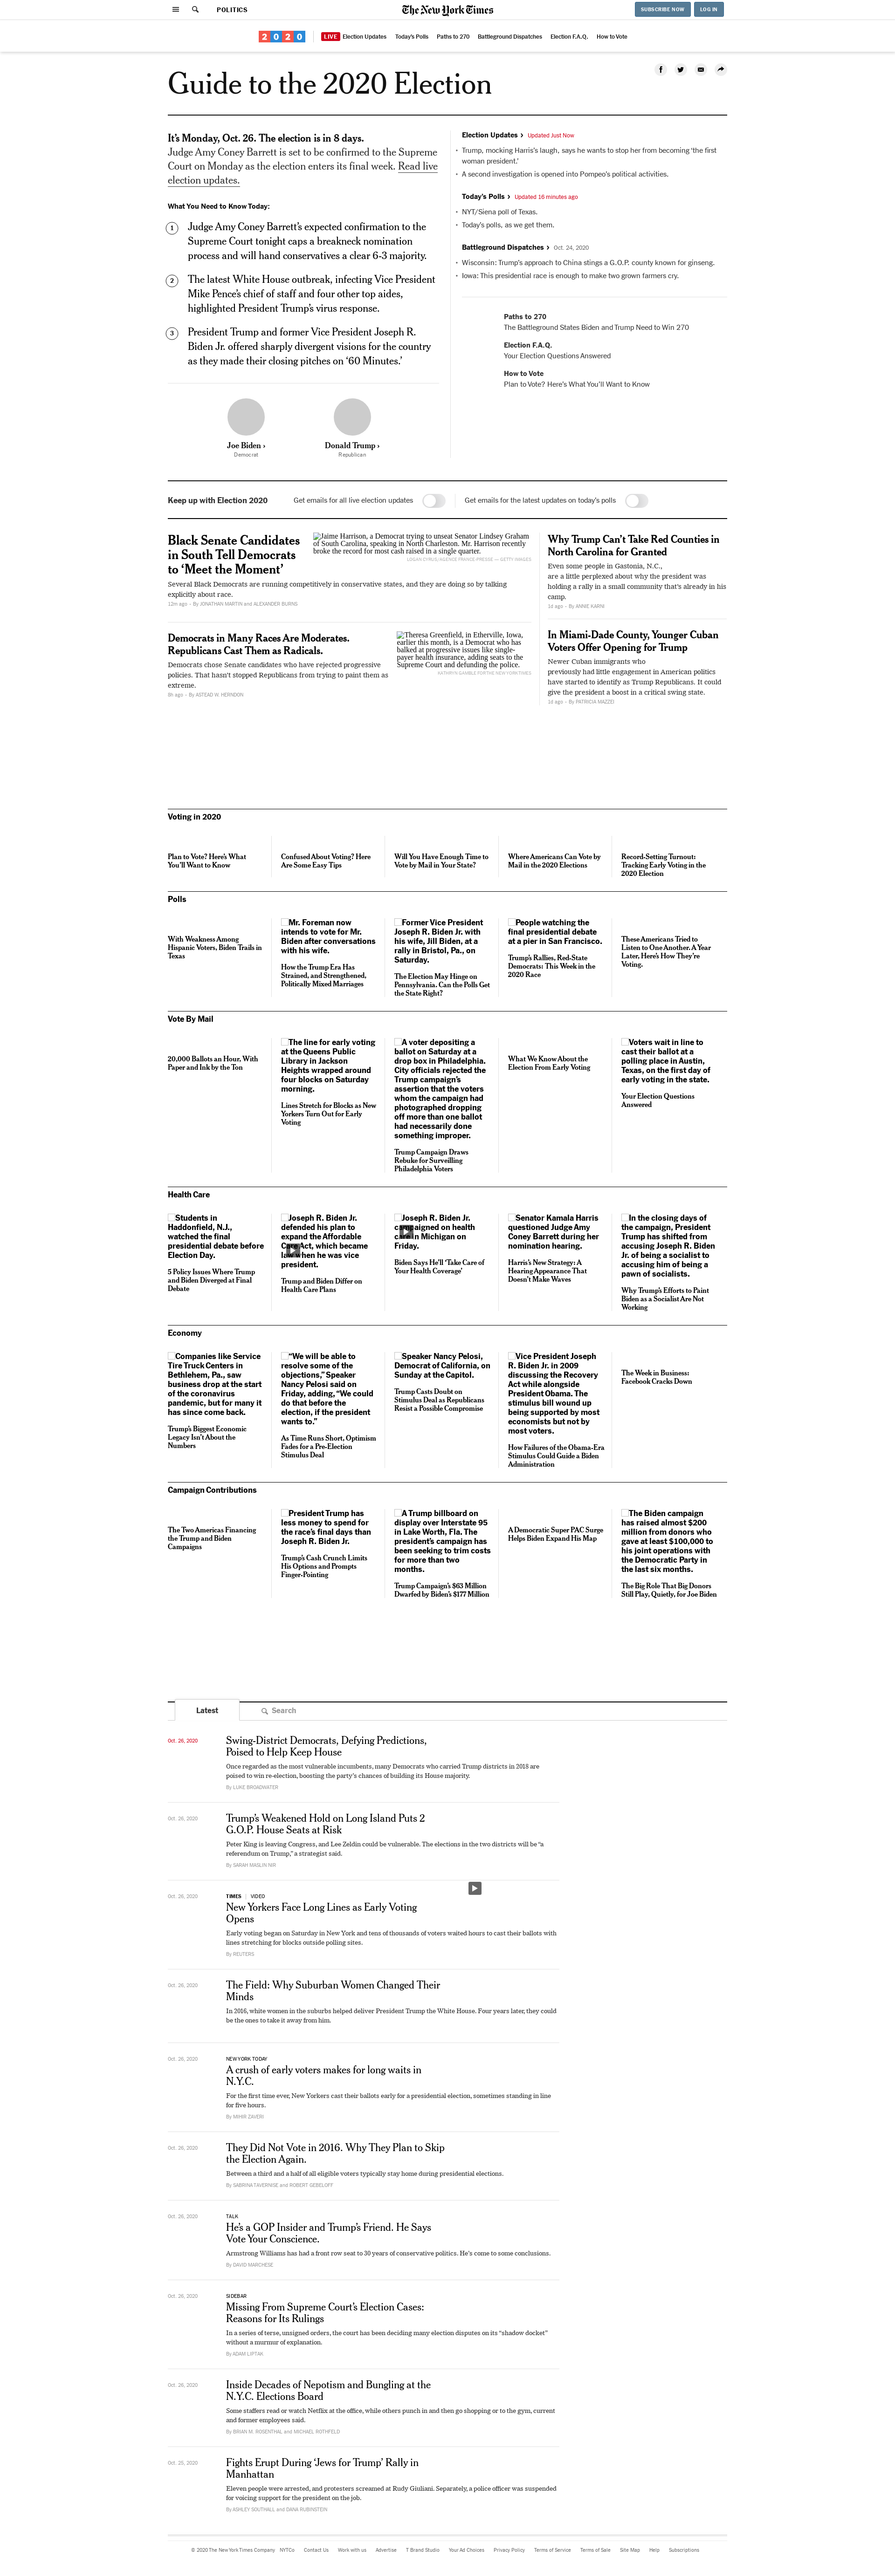 POLITICS
The New York Times
SUBSCRIBE NOW
LOG IN
2020
LIVE Election Updates
Today's Polls
Paths to 270
Battleground Dispatches
Election F.A.Q.
How to Vote
Guide to the 2020 Election
It's Monday, Oct. 26. The election is in 8 days.
Judge Amy Coney Barrett is set to be confirmed to the Supreme
Court on Monday as the election enters its final week. Read live
election updates.
What You Need to Know Today:
1 Judge Amy Coney Barrett's expected confirmation to the
Supreme Court tonight caps a breakneck nomination
process and will hand conservatives a clear 6-3 majority.
2 The latest White House outbreak, infecting Vice President
Mike Pence's chief of staff and four other top aides,
highlighted President Trump's virus response.
3 President Trump and former Vice President Joseph R.
Biden Jr. offered sharply divergent visions for the country
as they made their closing pitches on '60 Minutes.'
Joe Biden ›
Democrat
Donald Trump ›
Republican
Election Updates › Updated Just Now
• Trump, mocking Harris's laugh, says he wants to stop her from becoming 'the first
woman president.'
• A second investigation is opened into Pompeo's political activities.
Today's Polls › Updated 16 minutes ago
• NYT/Siena poll of Texas.
• Today's polls, as we get them.
Battleground Dispatches › Oct. 24, 2020
• Wisconsin: Trump's approach to China stings a G.O.P. county known for ginseng.
• Iowa: This presidential race is enough to make two grown farmers cry.
Paths to 270
The Battleground States Biden and Trump Need to Win 270
Election F.A.Q.
Your Election Questions Answered
How to Vote
Plan to Vote? Here's What You'll Want to Know
Keep up with Election 2020
Get emails for all live election updates
Get emails for the latest updates on today's polls
Black Senate Candidates
in South Tell Democrats
to 'Meet the Moment'
Jaime Harrison, a Democrat trying to unseat Senator Lindsey Graham
of South Carolina, speaking in North Charleston. Mr. Harrison recently
broke the record for most cash raised in a single quarter.
LOGAN CYRUS/AGENCE FRANCE-PRESSE — GETTY IMAGES
Several Black Democrats are running competitively in conservative states, and they are doing so by talking
explicitly about race.
12m ago – By JONATHAN MARTIN and ALEXANDER BURNS
Democrats in Many Races Are Moderates.
Republicans Cast Them as Radicals.
Democrats chose Senate candidates who have rejected progressive
policies. That hasn't stopped Republicans from trying to paint them as
extreme.
8h ago – By ASTEAD W. HERNDON
Theresa Greenfield, in Etherville, Iowa,
earlier this month, is a Democrat who has
balked at progressive issues like single-
payer health insurance, adding seats to the
Supreme Court and defunding the police.
KATHRYN GAMBLE FOR THE NEW YORK TIMES
Why Trump Can't Take Red Counties in
North Carolina for Granted
Even some people in Gastonia, N.C.,
are a little perplexed about why the president was
holding a rally in a small community that's already in his
camp.
1d ago – By ANNIE KARNI
In Miami-Dade County, Younger Cuban
Voters Offer Opening for Trump
Newer Cuban immigrants who
previously had little engagement in American politics
have started to identify as Trump Republicans. It could
give the president a boost in a critical swing state.
1d ago – By PATRICIA MAZZEI
Voting in 2020
Plan to Vote? Here's What
You'll Want to Know
Confused About Voting? Here
Are Some Easy Tips
Will You Have Enough Time to
Vote by Mail in Your State?
Where Americans Can Vote by
Mail in the 2020 Elections
Record-Setting Turnout:
Tracking Early Voting in the
2020 Election
Polls
With Weakness Among
Hispanic Voters, Biden Trails in
Texas
Mr. Foreman now
intends to vote for Mr.
Biden after conversations
with his wife.
How the Trump Era Has
Strained, and Strengthened,
Politically Mixed Marriages
Former Vice President
Joseph R. Biden Jr. with
his wife, Jill Biden, at a
rally in Bristol, Pa., on
Saturday.
The Election May Hinge on
Pennsylvania. Can the Polls Get
the State Right?
People watching the
final presidential debate
at a pier in San Francisco.
Trump's Rallies, Red-State
Democrats: This Week in the
2020 Race
These Americans Tried to
Listen to One Another. A Year
Later, Here's How They're
Voting.
Vote By Mail
20,000 Ballots an Hour, With
Paper and Ink by the Ton
The line for early voting
at the Queens Public
Library in Jackson
Heights wrapped around
four blocks on Saturday
morning.
Lines Stretch for Blocks as New
Yorkers Turn Out for Early
Voting
A voter depositing a
ballot on Saturday at a
drop box in Philadelphia.
City officials rejected the
Trump campaign's
assertion that the voters
whom the campaign had
photographed dropping
off more than one ballot
had necessarily done
something improper.
Trump Campaign Draws
Rebuke for Surveilling
Philadelphia Voters
What We Know About the
Election From Early Voting
Voters wait in line to
cast their ballot at a
polling place in Austin,
Texas, on the first day of
early voting in the state.
Your Election Questions
Answered
Health Care
Students in
Haddonfield, N.J.,
watched the final
presidential debate before
Election Day.
5 Policy Issues Where Trump
and Biden Diverged at Final
Debate
Joseph R. Biden Jr.
defended his plan to
expand the Affordable
Care Act, which became
law when he was vice
president.
Trump and Biden Differ on
Health Care Plans
Joseph R. Biden Jr.
campaigned on health
care in Michigan on
Friday.
Biden Says He'll 'Take Care of
Your Health Coverage'
Senator Kamala Harris
questioned Judge Amy
Coney Barrett during her
nomination hearing.
Harris's New Strategy: A
Hearing Appearance That
Doesn't Make Waves
In the closing days of
the campaign, President
Trump has shifted from
accusing Joseph R. Biden
Jr. of being a socialist to
accusing him of being a
pawn of socialists.
Why Trump's Efforts to Paint
Biden as a Socialist Are Not
Working
Economy
Companies like Service
Tire Truck Centers in
Bethlehem, Pa., saw
business drop at the start
of the coronavirus
pandemic, but for many it
has since come back.
Trump's Biggest Economic
Legacy Isn't About the
Numbers
“We will be able to
resolve some of the
objections,” Speaker
Nancy Pelosi said on
Friday, adding, “We could
do that before the
election, if the president
wants to.”
As Time Runs Short, Optimism
Fades for a Pre-Election
Stimulus Deal
Speaker Nancy Pelosi,
Democrat of California, on
Sunday at the Capitol.
Trump Casts Doubt on
Stimulus Deal as Republicans
Resist a Possible Compromise
Vice President Joseph
R. Biden Jr. in 2009
discussing the Recovery
Act while alongside
President Obama. The
stimulus bill wound up
being supported by most
economists but not by
most voters.
How Failures of the Obama-Era
Stimulus Could Guide a Biden
Administration
The Week in Business:
Facebook Cracks Down
Campaign Contributions
The Two Americas Financing
the Trump and Biden
Campaigns
President Trump has
less money to spend for
the race's final days than
Joseph R. Biden Jr.
Trump's Cash Crunch Limits
His Options and Prompts
Finger-Pointing
A Trump billboard on
display over Interstate 95
in Lake Worth, Fla. The
president's campaign has
been seeking to trim costs
for more than two
months.
Trump Campaign's $63 Million
Dwarfed by Biden's $177 Million
A Democratic Super PAC Surge
Helps Biden Expand His Map
The Biden campaign
has raised almost $200
million from donors who
gave at least $100,000 to
his joint operations with
the Democratic Party in
the last six months.
The Big Role That Big Donors
Still Play, Quietly, for Joe Biden
Latest
Search
Oct. 26, 2020
Swing-District Democrats, Defying Predictions,
Poised to Help Keep House
Once regarded as the most vulnerable incumbents, many Democrats who carried Trump districts in 2018 are
poised to win re-election, boosting the party's chances of building its House majority.
By LUKE BROADWATER
Oct. 26, 2020
Trump's Weakened Hold on Long Island Puts 2
G.O.P. House Seats at Risk
Peter King is leaving Congress, and Lee Zeldin could be vulnerable. The elections in the two districts will be “a
referendum on Trump,” a strategist said.
By SARAH MASLIN NIR
Oct. 26, 2020
TIMES | VIDEO
New Yorkers Face Long Lines as Early Voting
Opens
Early voting began on Saturday in New York and tens of thousands of voters waited hours to cast their ballots with
lines stretching for blocks outside polling sites.
By REUTERS
Oct. 26, 2020
The Field: Why Suburban Women Changed Their
Minds
In 2016, white women in the suburbs helped deliver President Trump the White House. Four years later, they could
be the ones to take it away from him.
Oct. 26, 2020
NEW YORK TODAY
A crush of early voters makes for long waits in
N.Y.C.
For the first time ever, New Yorkers cast their ballots early for a presidential election, sometimes standing in line
for five hours.
By MIHIR ZAVERI
Oct. 26, 2020
They Did Not Vote in 2016. Why They Plan to Skip
the Election Again.
Between a third and a half of all eligible voters typically stay home during presidential elections.
By SABRINA TAVERNISE and ROBERT GEBELOFF
Oct. 26, 2020
TALK
He's a GOP Insider and Trump's Friend. He Says
Vote Your Conscience.
Armstrong Williams has had a front row seat to 30 years of conservative politics. He's come to some conclusions.
By DAVID MARCHESE
Oct. 26, 2020
SIDEBAR
Missing From Supreme Court's Election Cases:
Reasons for Its Rulings
In a series of terse, unsigned orders, the court has been deciding many election disputes on its “shadow docket”
without a murmur of explanation.
By ADAM LIPTAK
Oct. 26, 2020
Inside Decades of Nepotism and Bungling at the
N.Y.C. Elections Board
Some staffers read or watch Netflix at the office, while others punch in and then go shopping or to the gym, current
and former employees said.
By BRIAN M. ROSENTHAL and MICHAEL ROTHFELD
Oct. 25, 2020
Fights Erupt During 'Jews for Trump' Rally in
Manhattan
Eleven people were arrested, and protesters screamed at Rudy Giuliani. Separately, a police officer was suspended
for voicing support for the president on the job.
By ASHLEY SOUTHALL and DANA RUBINSTEIN
© 2020 The New York Times Company
NYTCo
Contact Us
Work with us
Advertise
T Brand Studio
Your Ad Choices
Privacy Policy
Terms of Service
Terms of Sale
Site Map
Help
Subscriptions